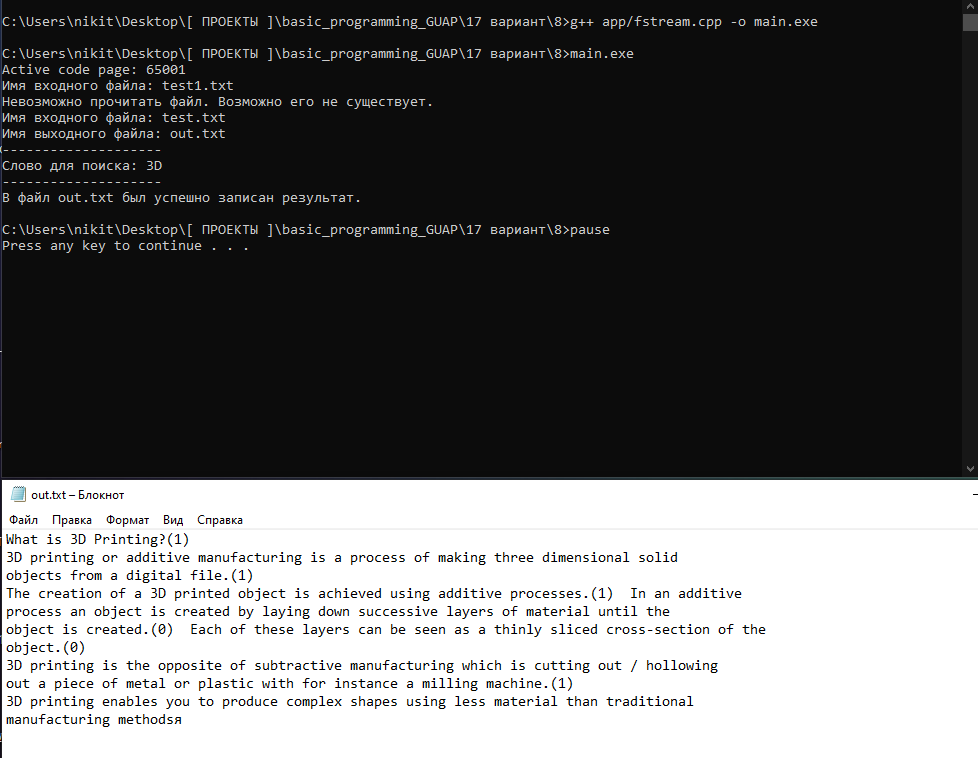 C:\Users\nikit\Desktop\[ ПРОЕКТЫ ]\basic_programming_GUAP\17 вариант\8>g++ app/fstream.cpp -o main.exe
C:\Users\nikit\Desktop\[ ПРОЕКТЫ ]\basic_programming_GUAP\17 вариант\8>main.exe
Active code page: 65001
Имя входного файла: test1.txt
Невозможно прочитать файл. Возможно его не существует.
Имя входного файла: test.txt
Имя выходного файла: out.txt
--------------------
Слово для поиска: 3D
--------------------
В файл out.txt был успешно записан результат.
C:\Users\nikit\Desktop\[ ПРОЕКТЫ ]\basic_programming_GUAP\17 вариант\8>pause
Press any key to continue . . .
out.txt – Блокнот
Файл Правка Формат Вид Справка
What is 3D Printing?(1)
3D printing or additive manufacturing is a process of making three dimensional solid
objects from a digital file.(1)
The creation of a 3D printed object is achieved using additive processes.(1)  In an additive
process an object is created by laying down successive layers of material until the
object is created.(0)  Each of these layers can be seen as a thinly sliced cross-section of the
object.(0)
3D printing is the opposite of subtractive manufacturing which is cutting out / hollowing
out a piece of metal or plastic with for instance a milling machine.(1)
3D printing enables you to produce complex shapes using less material than traditional
manufacturing methodsя